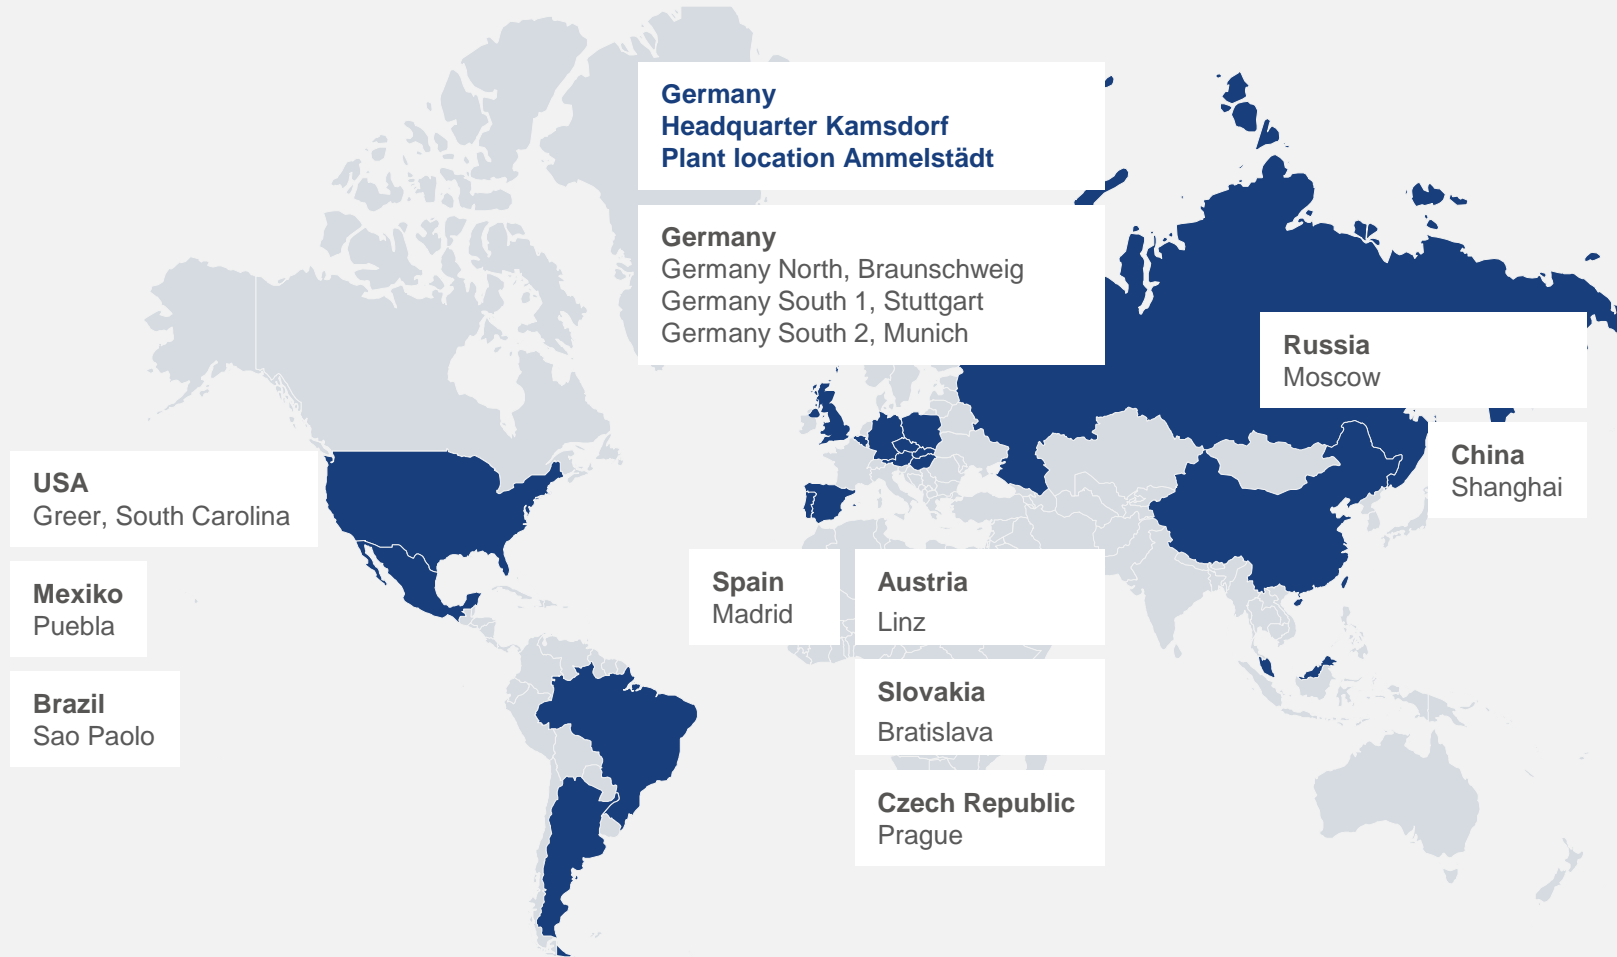 Germany
Headquarter Kamsdorf
Plant location Ammelstädt
Germany
Germany North, Braunschweig
Germany South 1, Stuttgart
Germany South 2, Munich
Russia
Moscow
China
Shanghai
USA
Greer, South Carolina
Mexiko
Puebla
Brazil
Sao Paolo
Spain
Madrid
Austria
Linz
Slovakia
Bratislava
Czech Republic
Prague